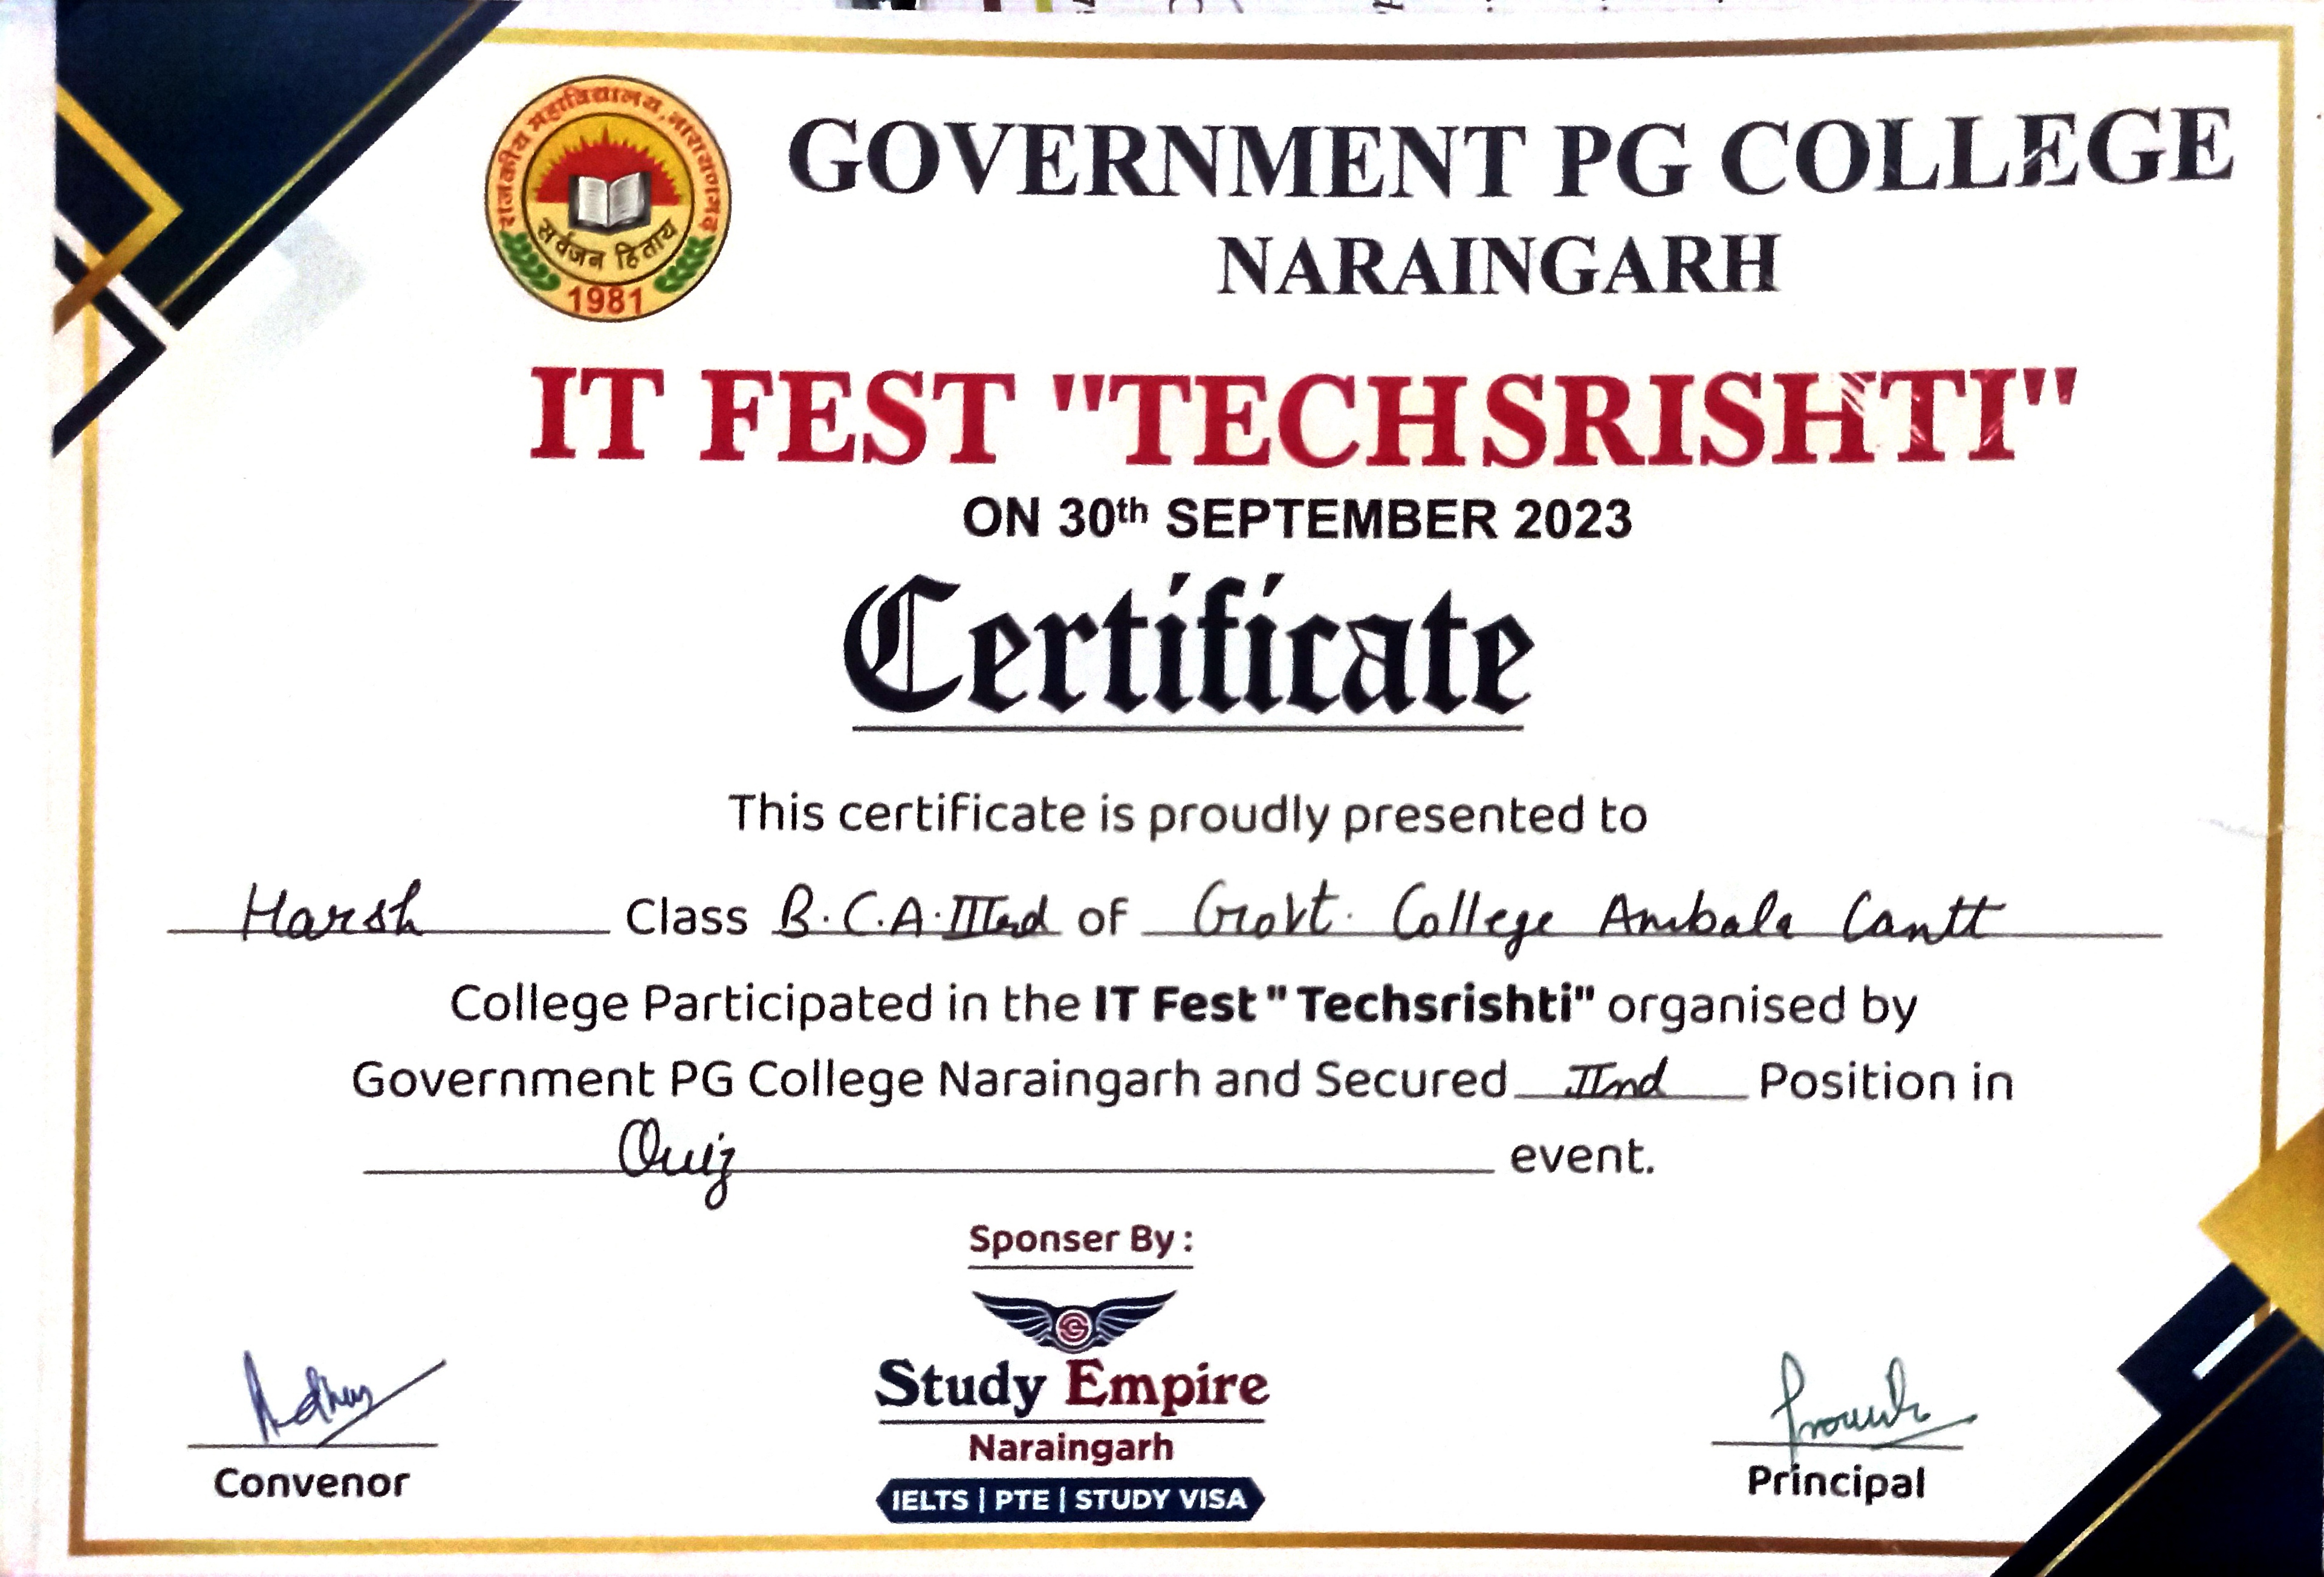 राजकीय महाविद्यालय, नारायणगढ़
सर्वजन हिताय
1981
GOVERNMENT PG COLLEGE
NARAINGARH
IT FEST "TECHSRISHTI"
ON 30th SEPTEMBER 2023
Certificate
This certificate is proudly presented to
Harsh Class B.C.A.IIIrd of Govt. College Ambala Cantt
College Participated in the IT Fest " Techsrishti" organised by
Government PG College Naraingarh and Secured IInd Position in
Quiz event.
Sponser By :
Study Empire
Naraingarh
IELTS | PTE | STUDY VISA
Convenor
Principal